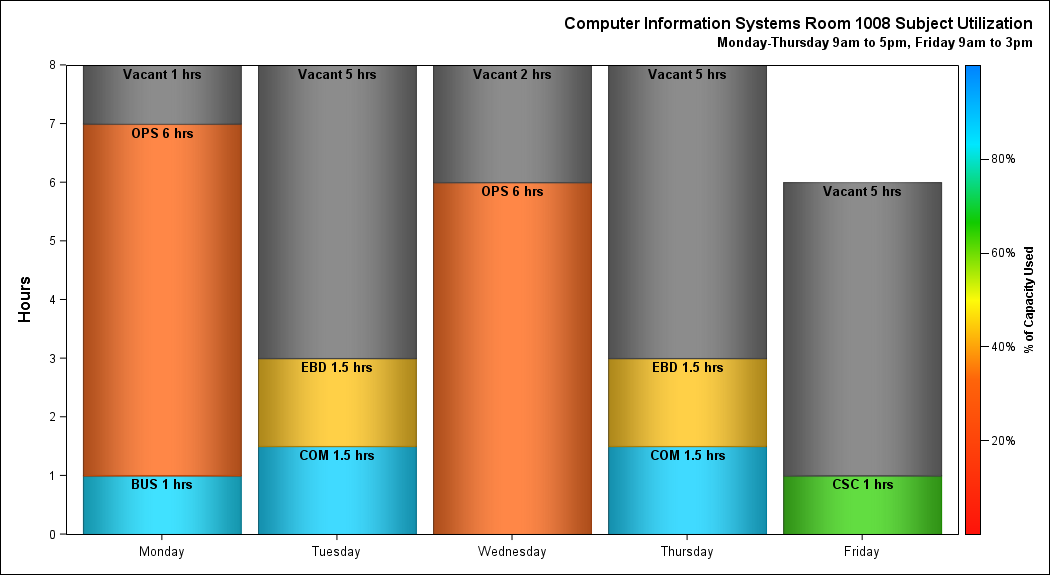 Computer Information Systems Room 1008 Subject Utilization
Monday-Thursday 9am to 5pm, Friday 9am to 3pm
Hours
8
7
6
5
4
3
2
1
0
Vacant 1 hrs
OPS 6 hrs
BUS 1 hrs
Vacant 5 hrs
EBD 1.5 hrs
COM 1.5 hrs
Vacant 2 hrs
OPS 6 hrs
Vacant 5 hrs
EBD 1.5 hrs
COM 1.5 hrs
Vacant 5 hrs
CSC 1 hrs
Monday
Tuesday
Wednesday
Thursday
Friday
80%
60%
40%
20%
% of Capacity Used